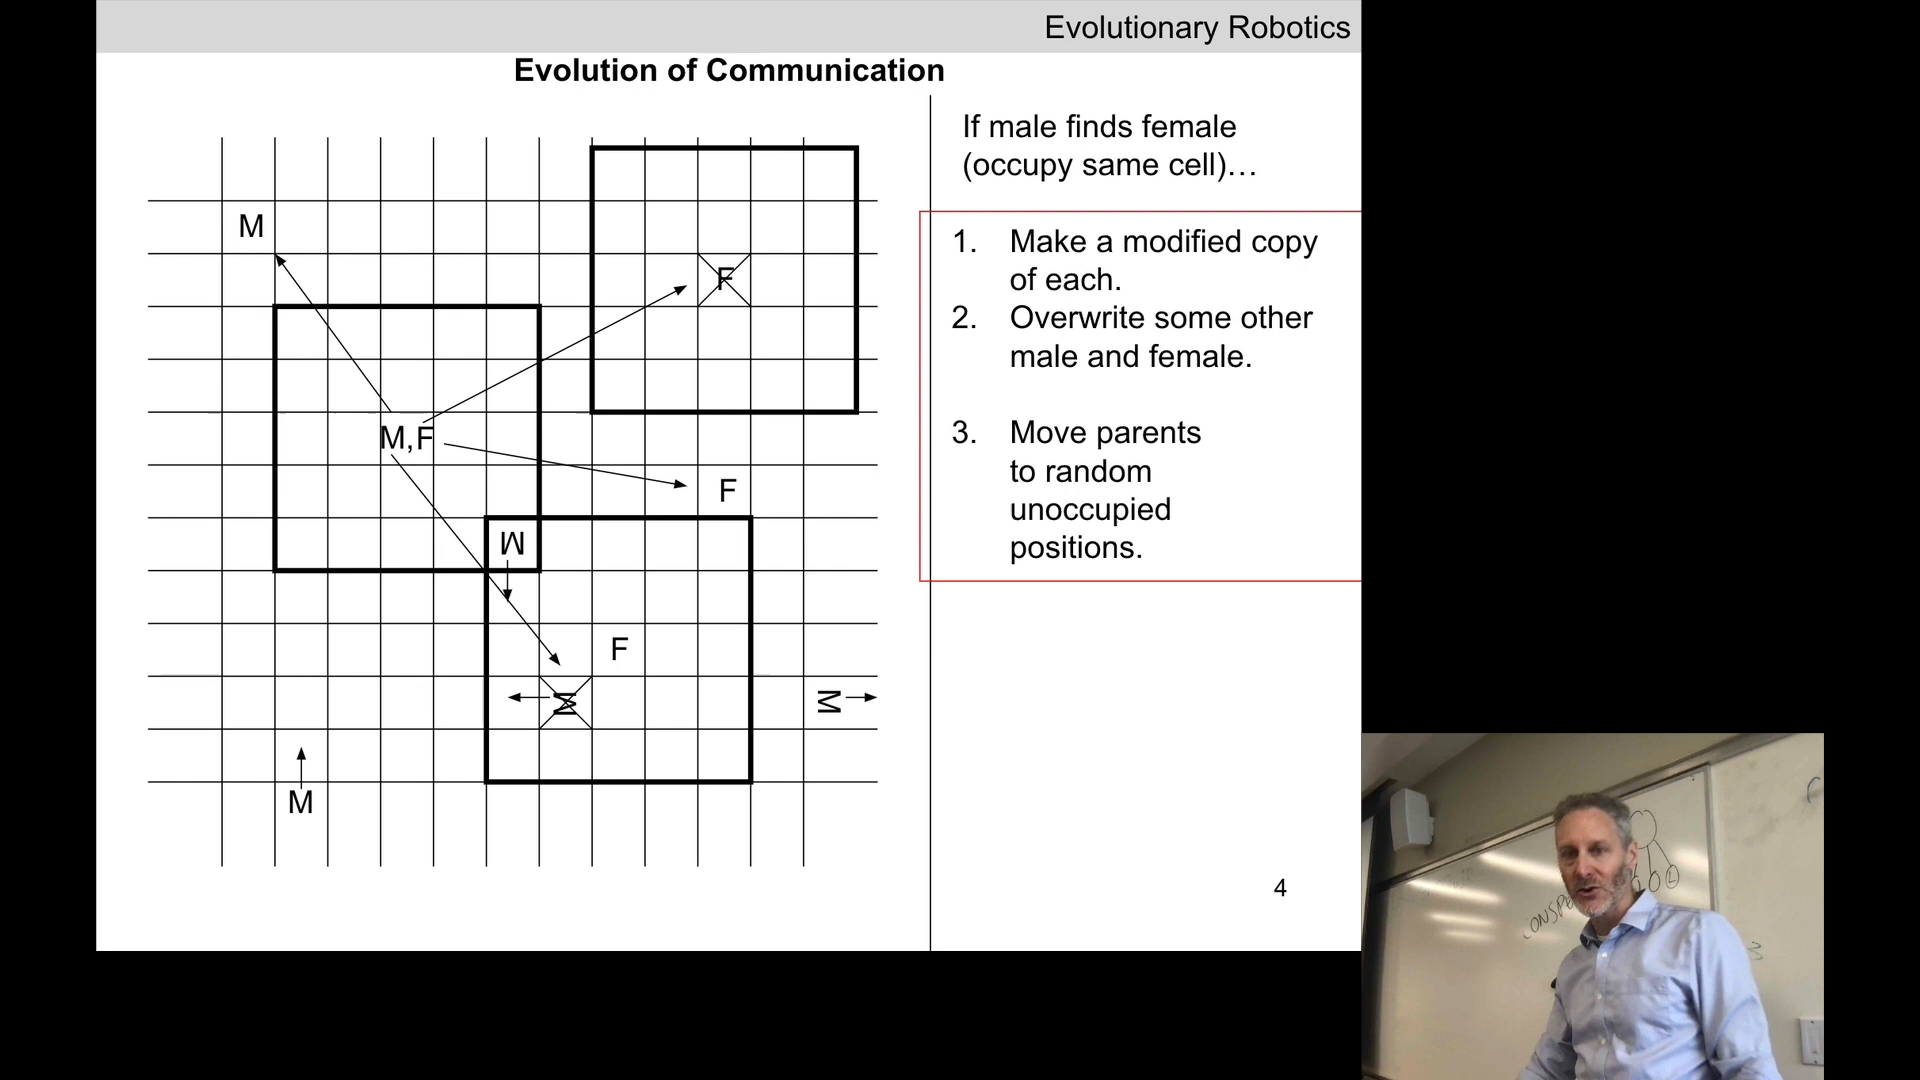 Evolutionary Robotics
Evolution of Communication
If male finds female
(occupy same cell)…
1. Make a modified copy
of each.
2. Overwrite some other
male and female.
3. Move parents
to random
unoccupied
positions.
M
F
M,F
F
M
F
M
M
M
4